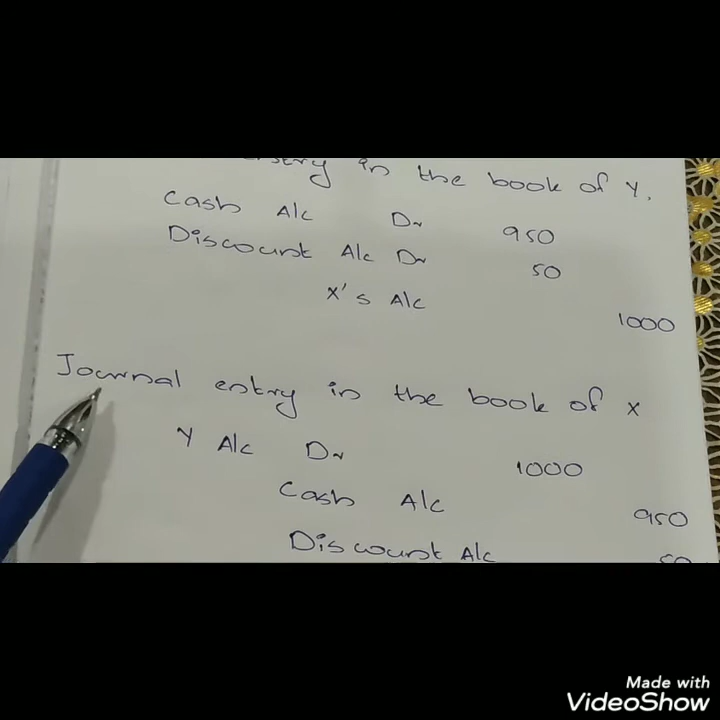 in the book of Y.
Cash A/c Dr 950
Discount A/c Dr 50
X's A/c
1000
Journal entry in the book of X
Y A/c Dr 1000
Cash A/c 950
Discount A/c
Made with
VideoShow